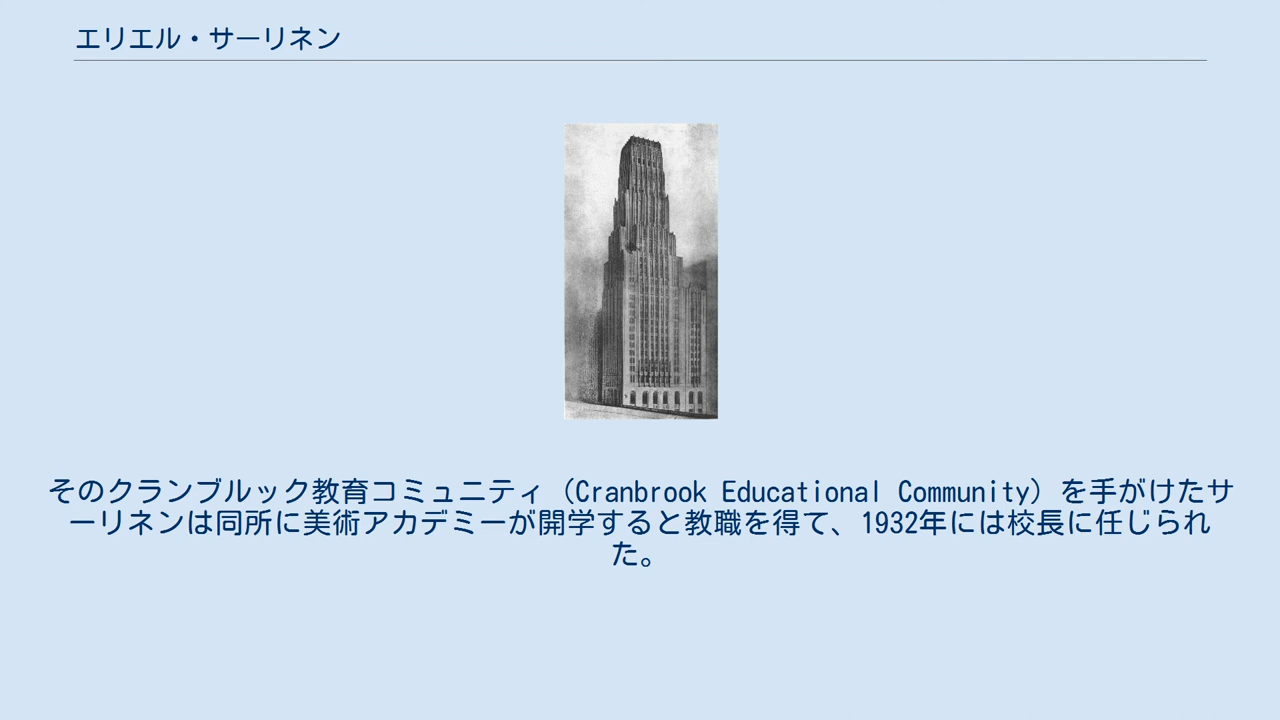 エリエル・サーリネン
そのクランブルック教育コミュニティ（Cranbrook Educational Community）を手がけたサ
ーリネンは同所に美術アカデミーが開学すると教職を得て、1932年には校長に任じられ
た。